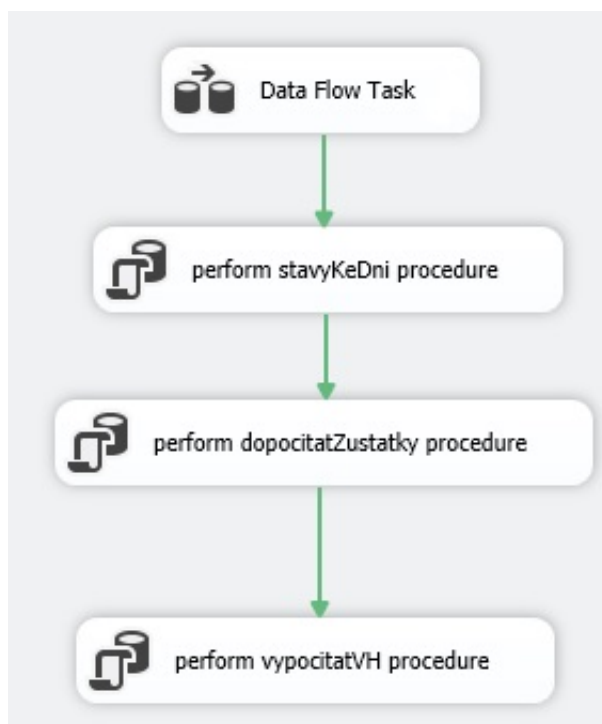 Data Flow Task
perform stavyKeDni procedure
perform dopocitatZustatky procedure
perform vypocitatVH procedure